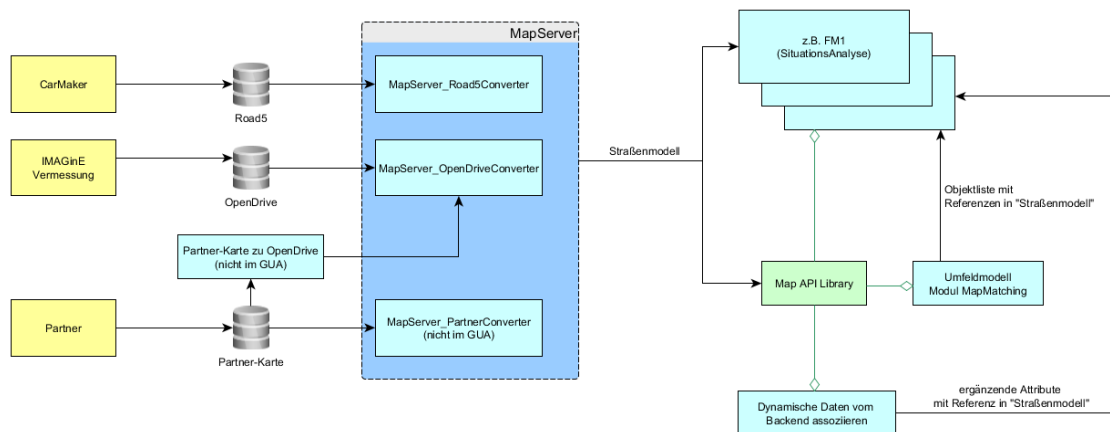 MapServer
z.B. FM1
(SituationsAnalyse)
CarMaker
Road5
MapServer_Road5Converter
IMAGinE
Vermessung
OpenDrive
MapServer_OpenDriveConverter
Straßenmodell
Objektliste mit
Referenzen in "Straßenmodell"
Partner-Karte zu OpenDrive
(nicht im GUA)
Map API Library
Umfeldmodell
Modul MapMatching
Partner
Partner-Karte
MapServer_PartnerConverter
(nicht im GUA)
Dynamische Daten vom
Backend assoziieren
ergänzende Attribute
mit Referenz in "Straßenmodell"